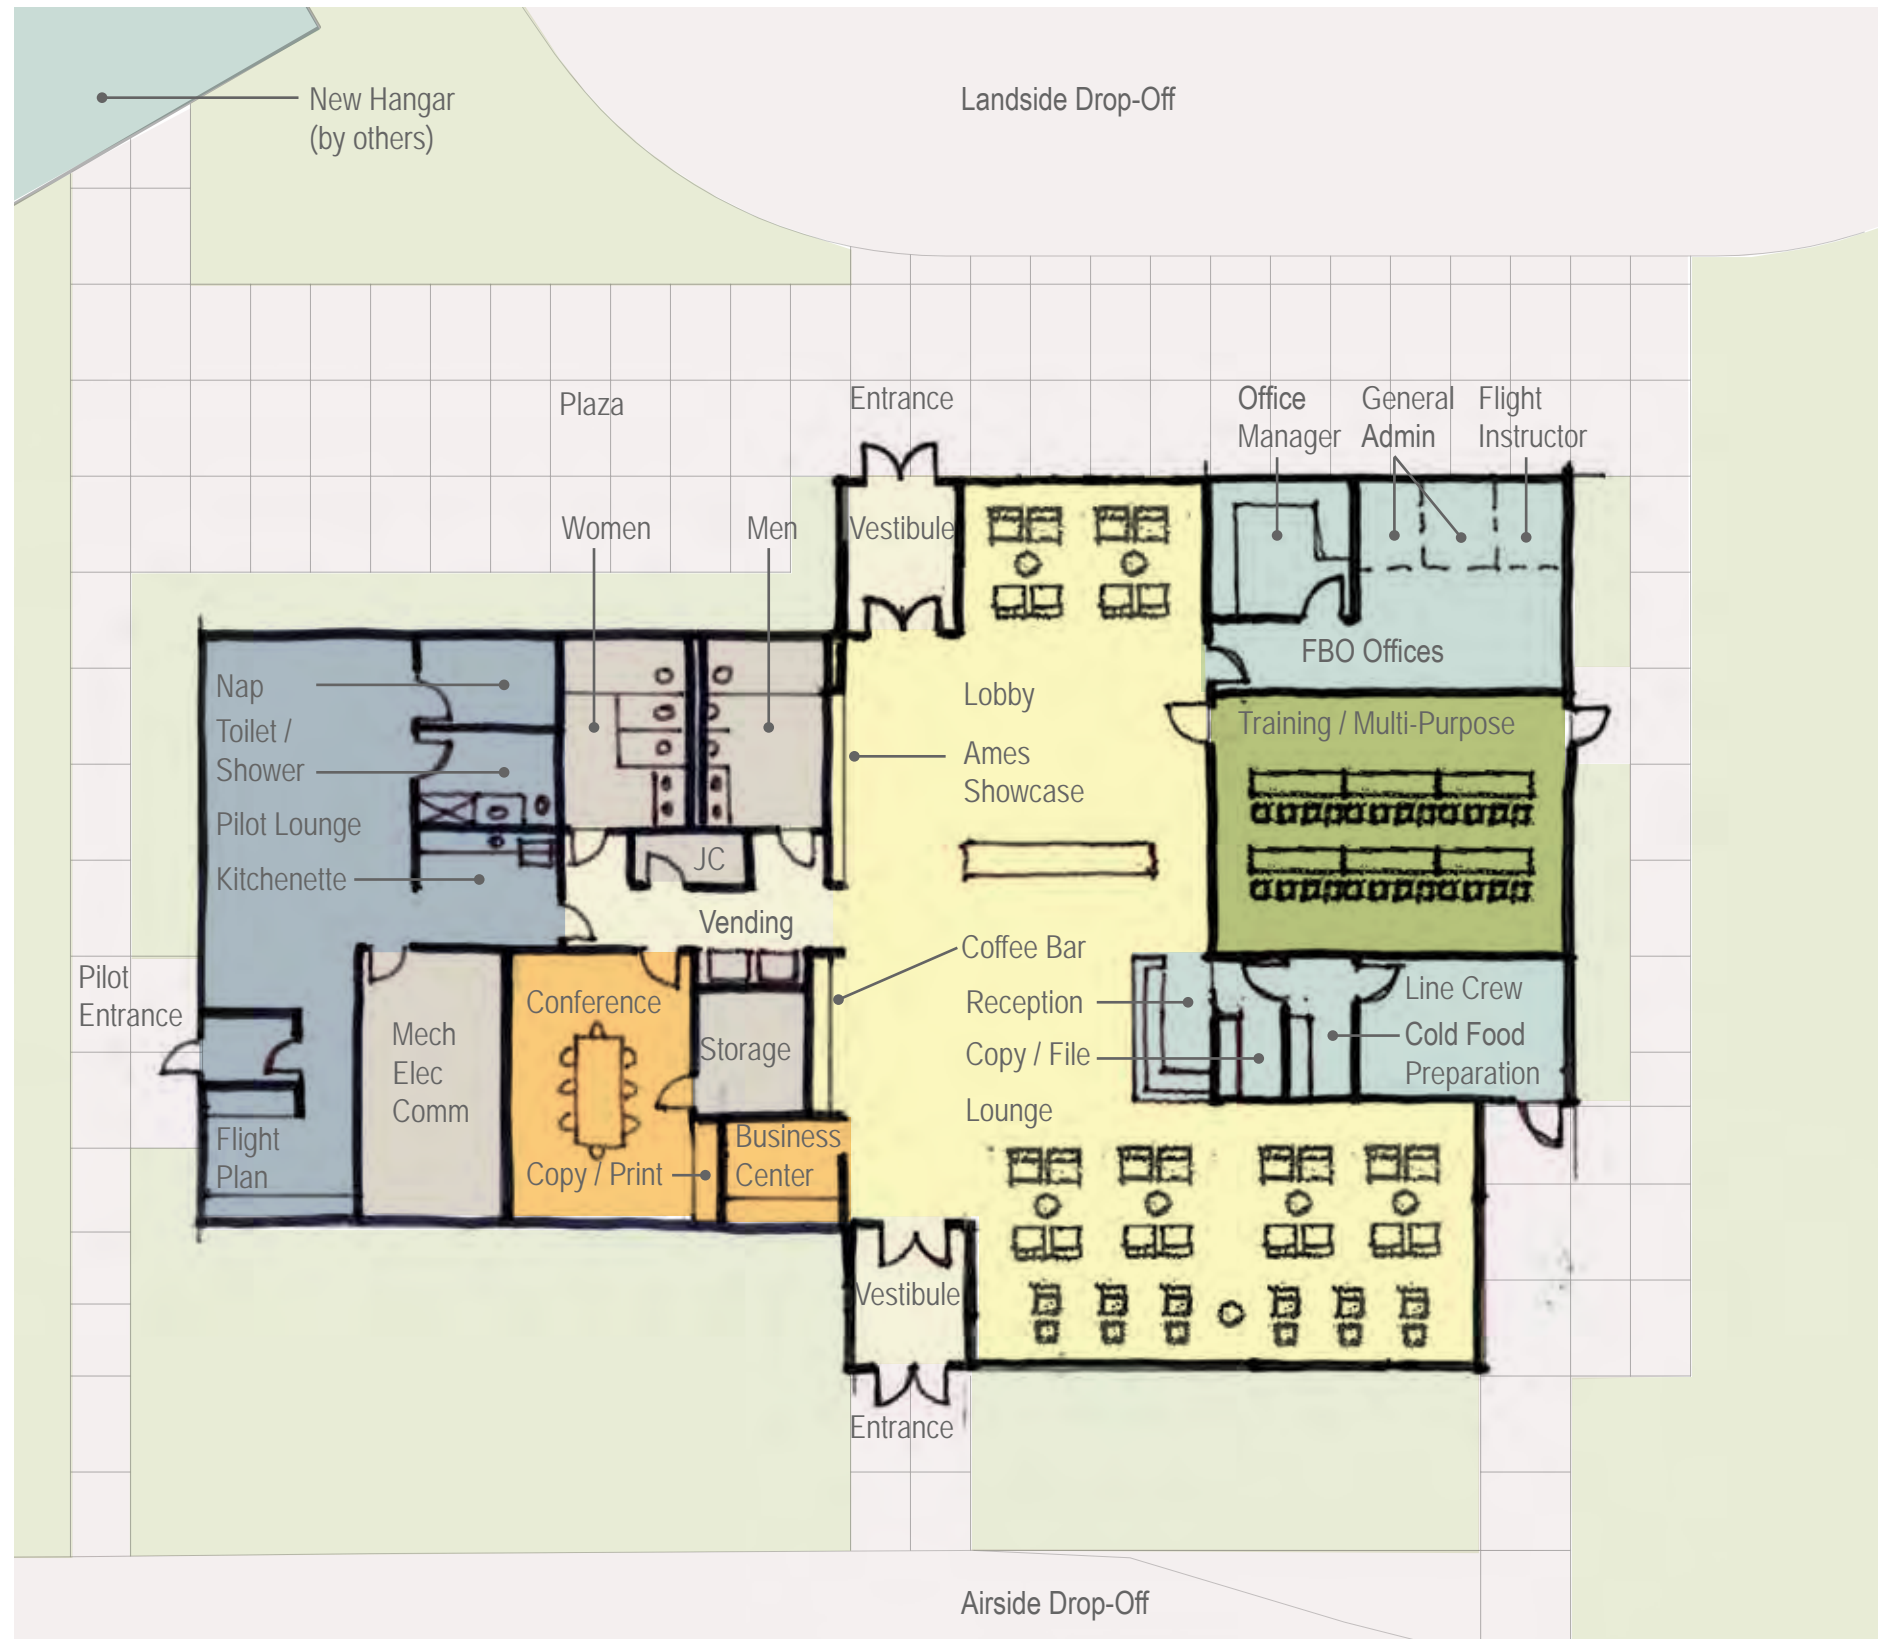 New Hangar
(by others)
Landside Drop-Off
Plaza
Entrance
Office
Manager
General
Admin
Flight
Instructor
Women
Men
Vestibule
FBO Offices
Nap
Toilet /
Shower
Pilot Lounge
Kitchenette
Lobby
Ames
Showcase
Training / Multi-Purpose
JC
Vending
Coffee Bar
Pilot
Entrance
Conference
Reception
Line Crew
Mech
Elec
Comm
Storage
Copy / File
Cold Food
Preparation
Lounge
Flight
Plan
Copy / Print
Business
Center
Vestibule
Entrance
Airside Drop-Off